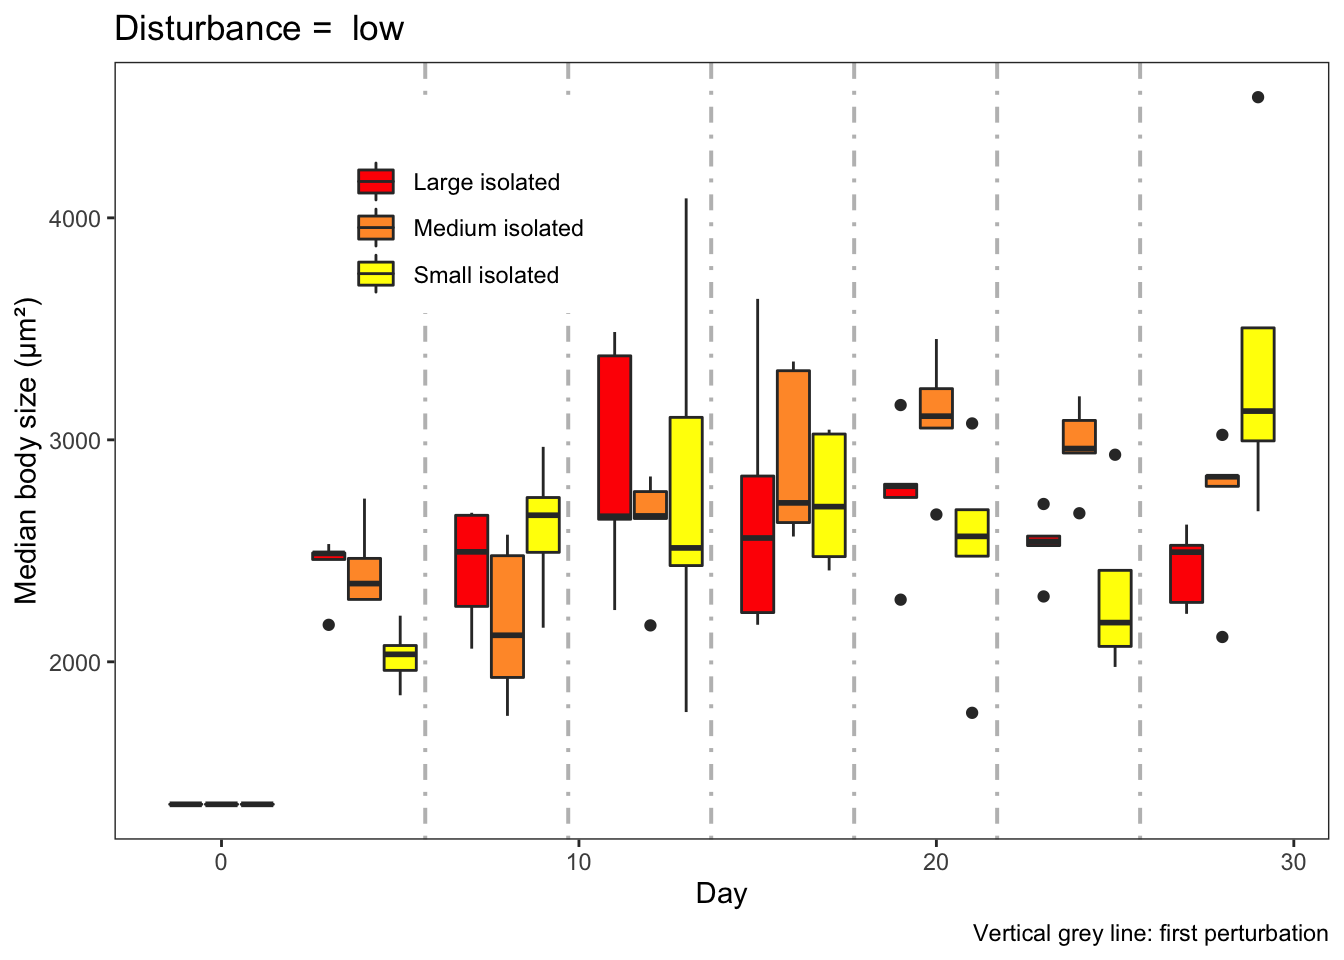 Disturbance =  low
Large isolated
Medium isolated
Small isolated
4000
3000
2000
Median body size (µm²)
0
10
20
30
Day
Vertical grey line: first perturbation